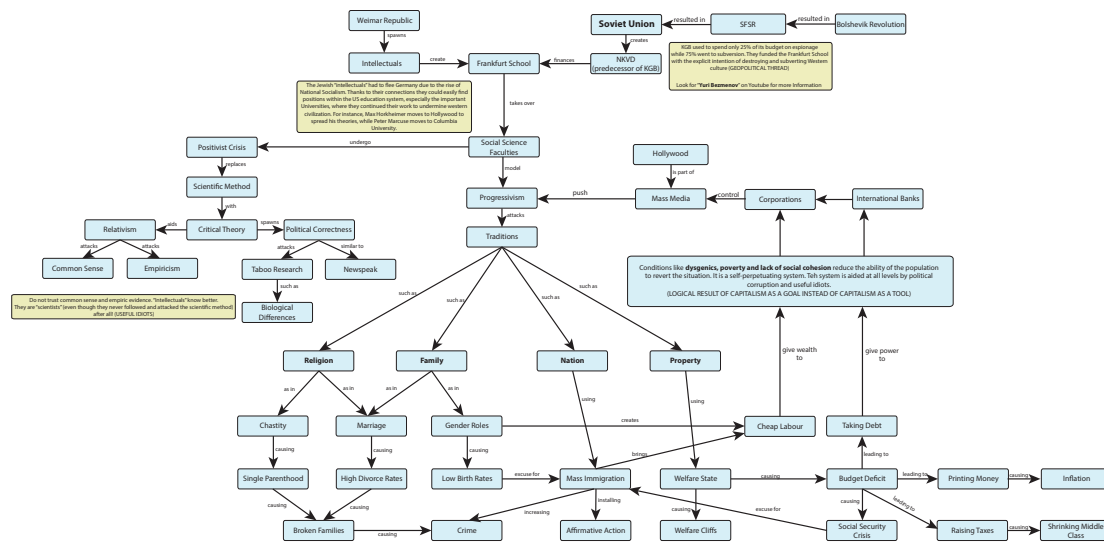 Weimar Republic
Soviet Union
resulted in
SFSR
resulted in
Bolshevik Revolution
spawns
creates
Intellectuals
create
Frankfurt School
finances
NKVD
(predecessor of KGB)
KGB used to spend only 25% of its budget on espionage
while 75% went to subversion. They funded the Frankfurt School
with the explicit intention of destroying and subverting Western
culture (GEOPOLITICAL THREAD)
Look for "Yuri Bezmenov" on Youtube for more Information
The Jewish "intellectuals" had to flee Germany due to the rise of
National Socialism. Thanks to their connections they could easily find
positions within the US education system, especially the important
Universities, where they continued their work to undermine western
civilization. For instance, Max Horkheimer moves to Hollywood to
spread his theories, while Peter Marcuse moves to Columbia
University.
takes over
Positivist Crisis
undergo
Social Science
Faculties
Hollywood
replaces
model
is part of
Scientific Method
Progressivism
push
Mass Media
control
Corporations
International Banks
with
attacks
Relativism
aids
Critical Theory
spawns
Political Correctness
Traditions
attacks
attacks
attacks
similar to
Common Sense
Empiricism
Taboo Research
Newspeak
Conditions like dysgenics, poverty and lack of social cohesion reduce the ability of the population
to revert the situation. It is a self-perpetuating system. Teh system is aided at all levels by political
corruption and useful idiots.
(LOGICAL RESULT OF CAPITALISM AS A GOAL INSTEAD OF CAPITALISM AS A TOOL)
such as
such as
such as
such as
such as
Do not trust common sense and empiric evidence. "Intellectuals" know better.
They are "scientists" (even though they never followed and attacked the scientific method)
after all! (USEFUL IDIOTS)
Biological
Differences
give wealth
to
give power
to
Religion
Family
Nation
Property
as in
as in
as in
as in
using
using
Chastity
Marriage
Gender Roles
creates
Cheap Labour
Taking Debt
causing
causing
causing
brings
leading to
Single Parenthood
High Divorce Rates
Low Birth Rates
excuse for
Mass Immigration
Welfare State
causing
Budget Deficit
leading to
Printing Money
causing
Inflation
causing
causing
increasing
installing
causing
excuse for
causing
leading to
Broken Families
causing
Crime
Affirmative Action
Welfare Cliffs
Social Security
Crisis
Raising Taxes
causing
Shrinking Middle
Class